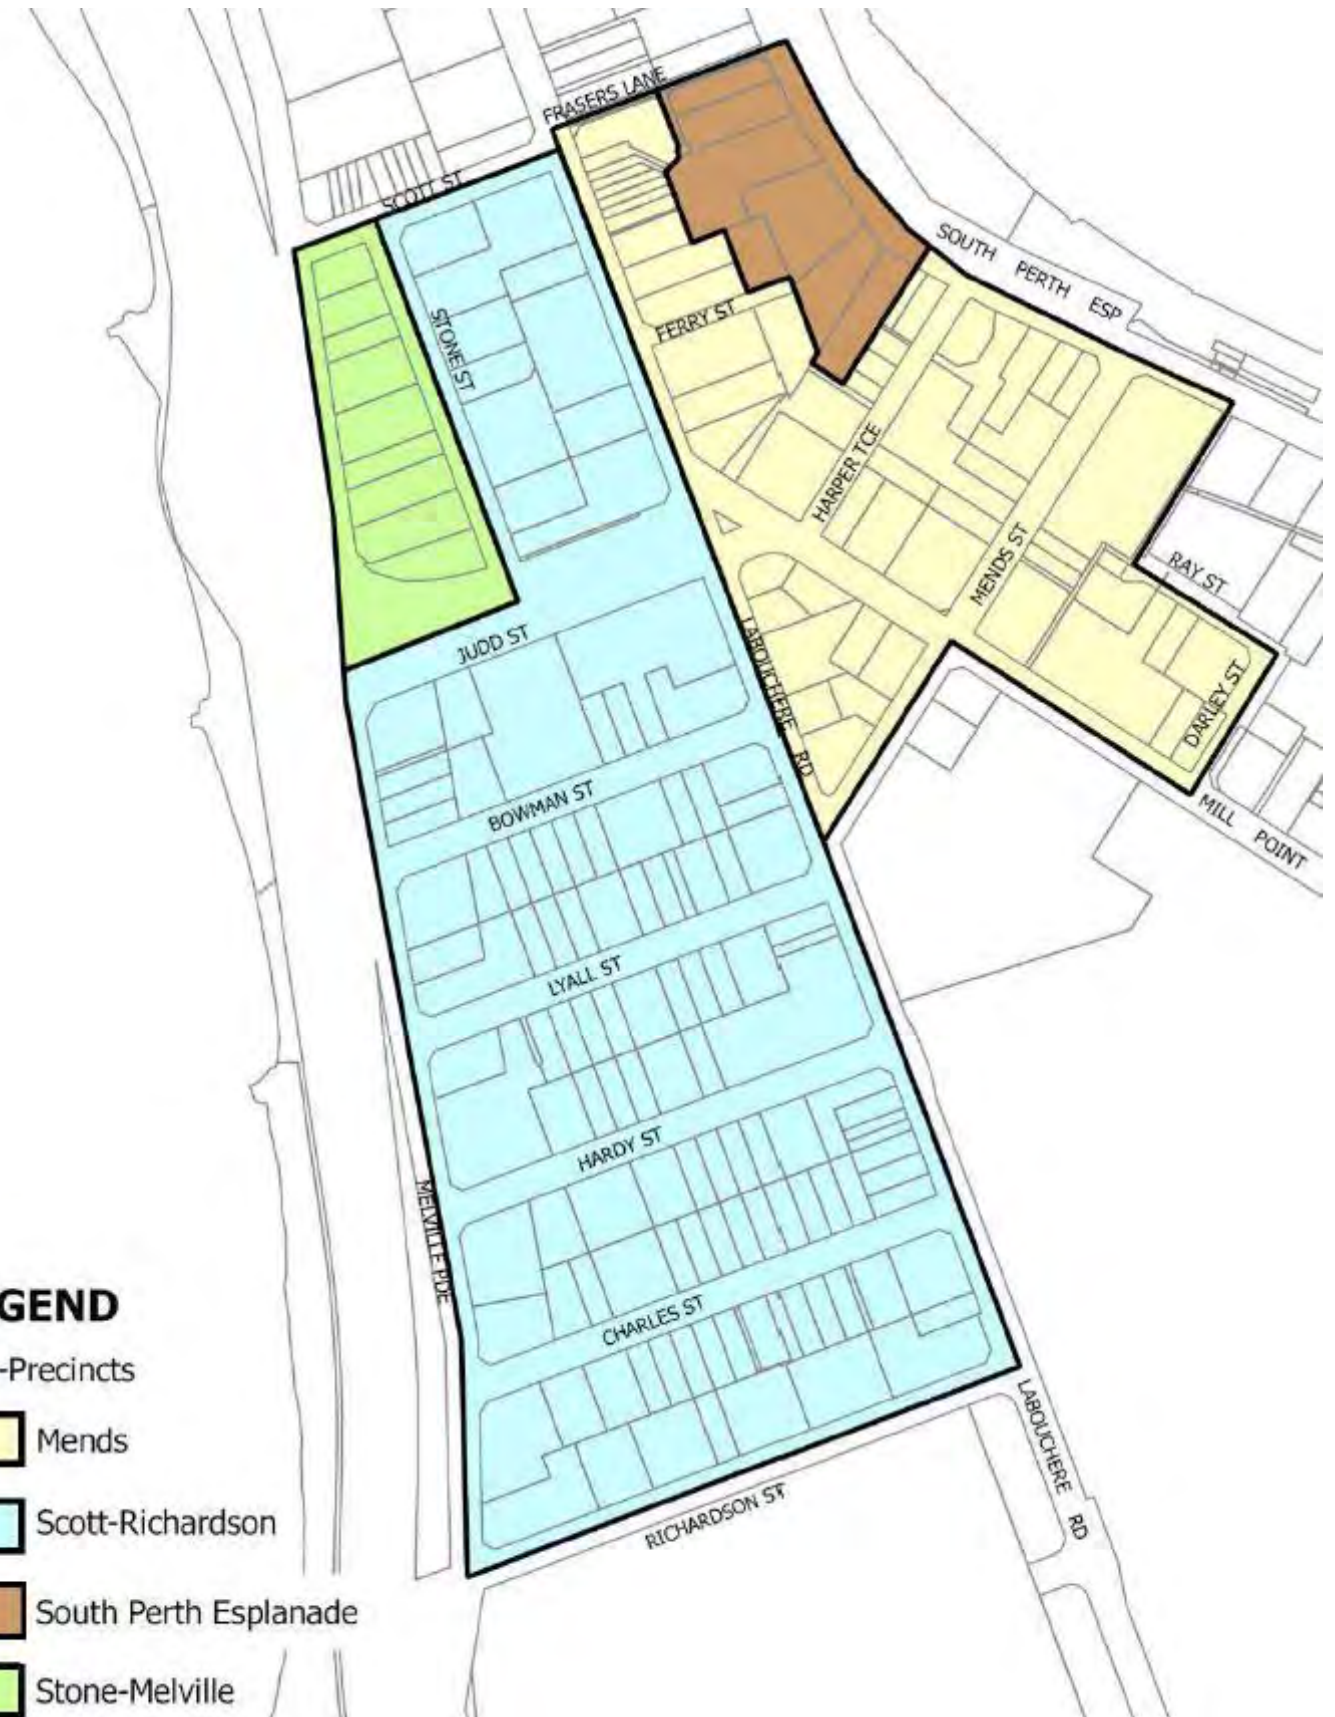 FRASERS LANE
SCOTT ST
SOUTH PERTH ESP
STONE ST
FERRY ST
HARPER TCE
MENDS ST
RAY ST
JUDD ST
LABOUCHERE RD
DARLEY ST
BOWMAN ST
MILL POINT
LYALL ST
HARDY ST
MELVILLE PDE
CHARLES ST
LABOUCHERE RD
RICHARDSON ST
GEND
-Precincts
Mends
Scott-Richardson
South Perth Esplanade
Stone-Melville